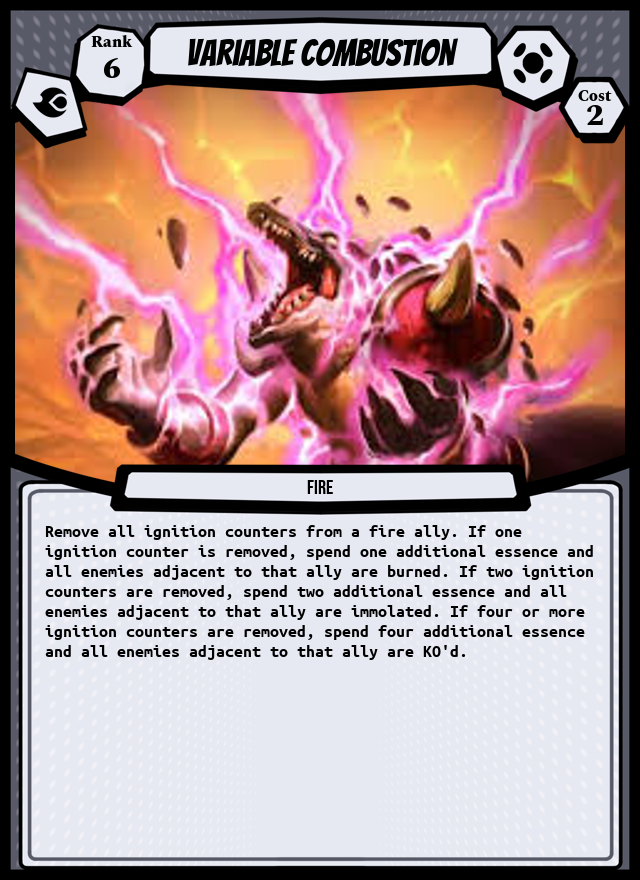 Rank
6
VARIABLE COMBUSTION
Cost
2
FIRE
Remove all ignition counters from a fire ally. If one
ignition counter is removed, spend one additional essence and
all enemies adjacent to that ally are burned. If two ignition
counters are removed, spend two additional essence and all
enemies adjacent to that ally are immolated. If four or more
ignition counters are removed, spend four additional essence
and all enemies adjacent to that ally are KO'd.